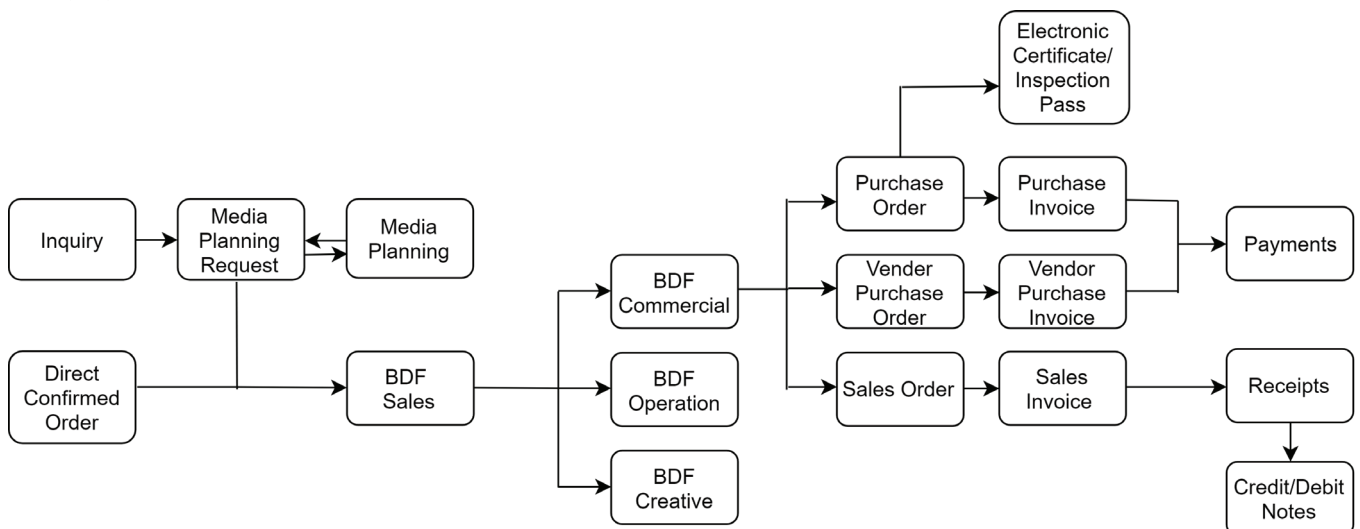 Electronic
Certificate/
Inspection
Pass
Purchase
Order
Purchase
Invoice
Inquiry
Media
Planning
Request
Media
Planning
Payments
BDF
Commercial
Vender
Purchase
Order
Vendor
Purchase
Invoice
Direct
Confirmed
Order
BDF
Sales
BDF
Operation
Sales Order
Sales
Invoice
Receipts
BDF
Creative
Credit/Debit
Notes